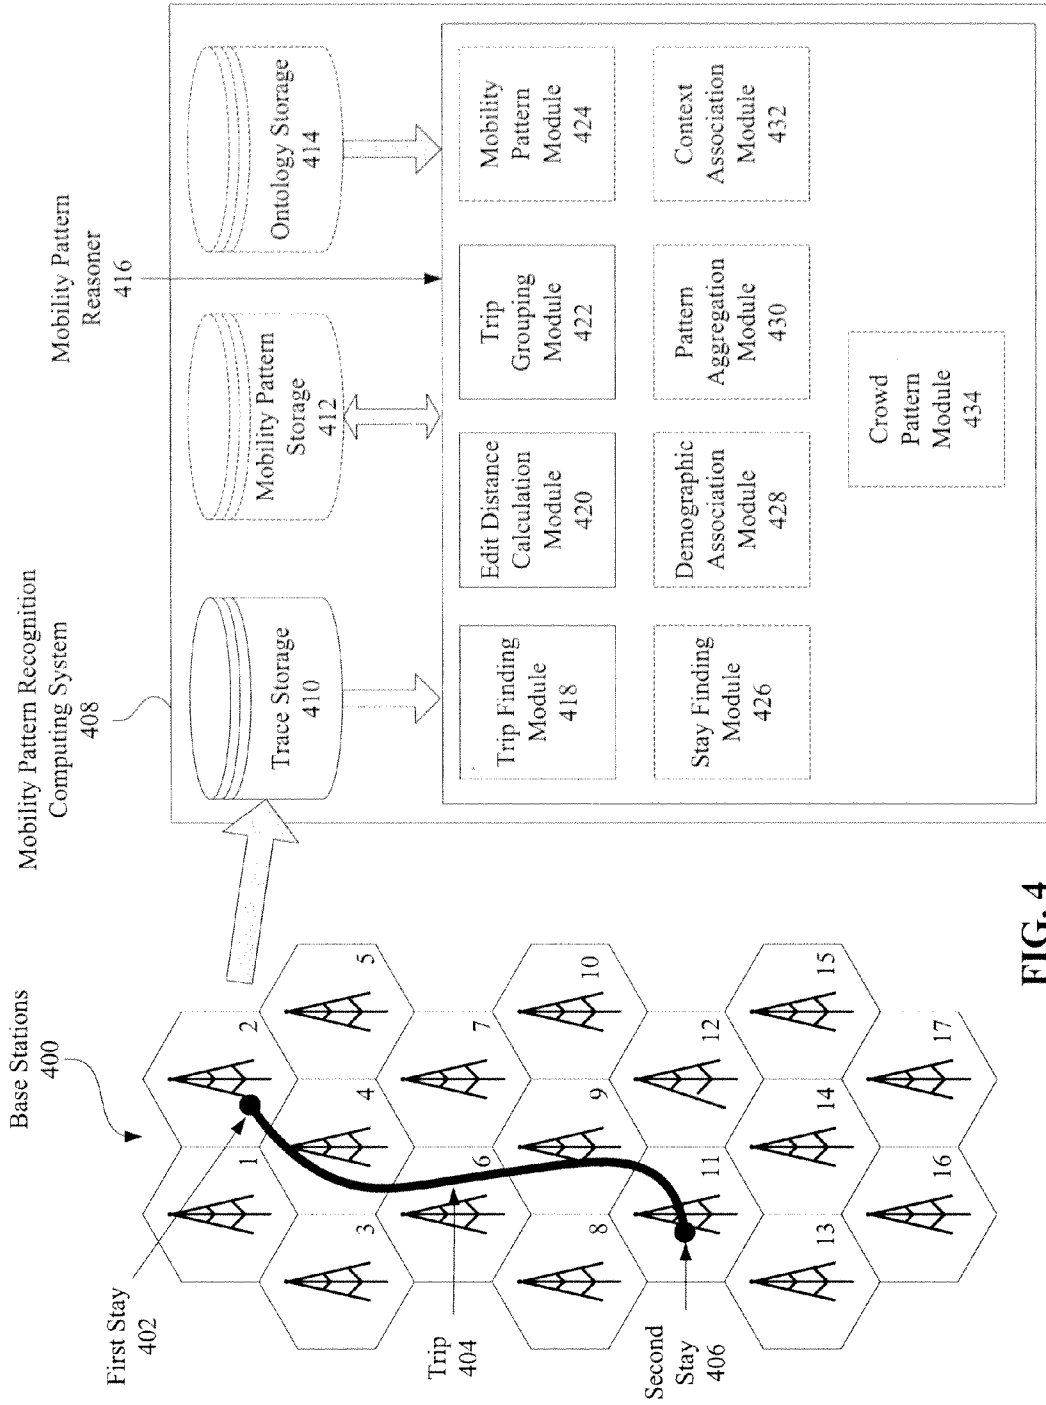 Base Stations
400
First Stay
402
Trip
404
Second
Stay
406
1
2
3
4
5
6
7
8
9
10
11
12
13
14
15
16
17
Mobility Pattern Recognition
Computing System
408
Mobility Pattern
Reasoner
416
Trace Storage
410
Mobility Pattern
Storage
412
Ontology Storage
414
Trip Finding
Module
418
Edit Distance
Calculation
Module
420
Trip
Grouping
Module
422
Mobility
Pattern
Module
424
Stay Finding
Module
426
Demographic
Association
Module
428
Pattern
Aggregation
Module
430
Context
Association
Module
432
Crowd
Pattern
Module
434
FIG. 4